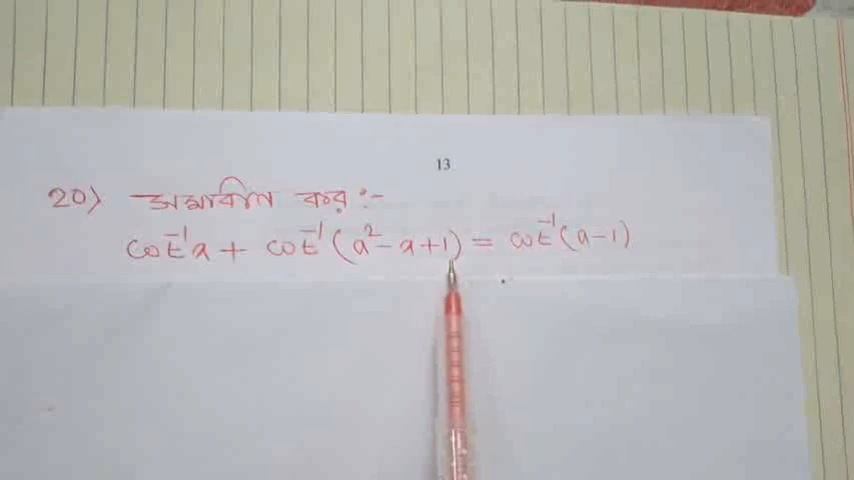 13
20) সমাধান কর :-
cot⁻¹a + cot⁻¹(a² - a + 1) = cot⁻¹(a - 1)